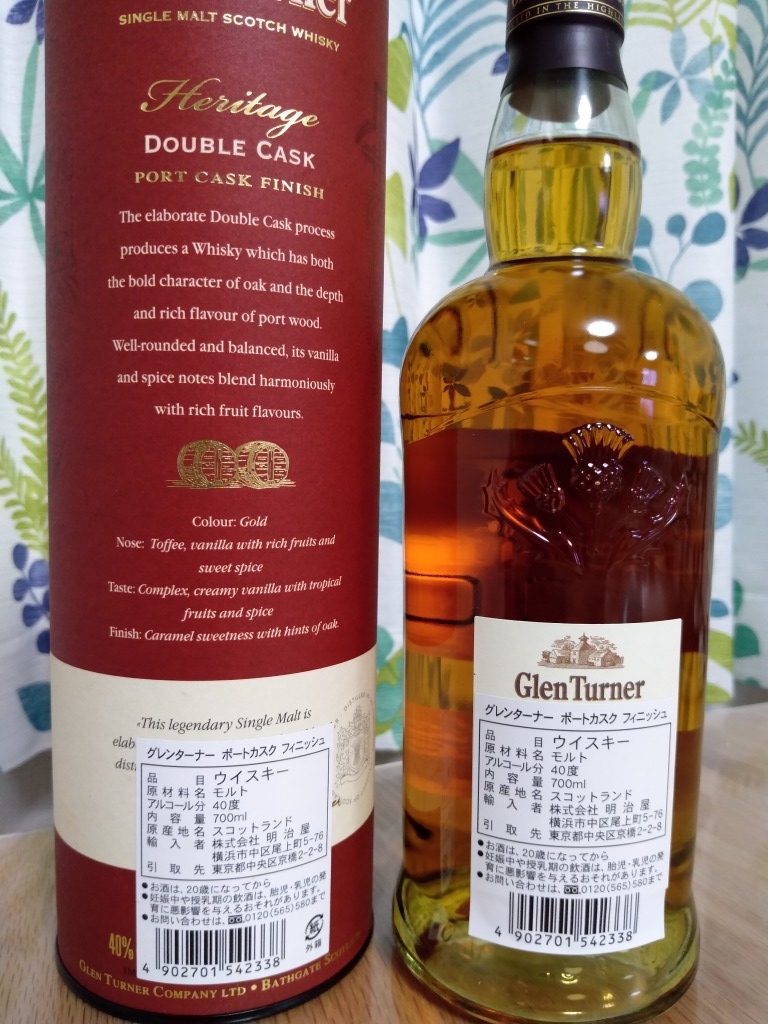 SINGLE MALT SCOTCH WHISKY
Heritage
DOUBLE CASK
PORT CASK FINISH
The elaborate Double Cask process
produces a Whisky which has both
the bold character of oak and the depth
and rich flavour of port wood.
Well-rounded and balanced, its vanilla
and spice notes blend harmoniously
with rich fruit flavours.
Colour: Gold
Nose: Toffee, vanilla with rich fruits and
sweet spice
Taste: Complex, creamy vanilla with tropical
fruits and spice
Finish: Caramel sweetness with hints of oak.
«This legendary Single Malt is
グレンターナー ポートカスク フィニッシュ
品目 ウイスキー
原材料名 モルト
アルコール分 40度
内容量 700ml
原産地名 スコットランド
輸入者 株式会社 明治屋
横浜市中区尾上町5-76
引取先 東京都中央区京橋2-2-8
●お酒は、20歳になってから
●妊娠中や授乳期の飲酒は、胎児・乳児の発
育に悪影響を与えるおそれがあります。
●お問い合わせは、0120(565)580まで
紙
外箱
4 902701 542338
40%
GLEN TURNER COMPANY LTD • BATHGATE
IN THE
Glen Turner
グレンターナー ポートカスク フィニッシュ
品目 ウイスキー
原材料名 モルト
アルコール分 40度
内容量 700ml
原産地名 スコットランド
輸入者 株式会社 明治屋
横浜市中区尾上町5-76
引取先 東京都中央区京橋2-2-8
●お酒は、20歳になってから
●妊娠中や授乳期の飲酒は、胎児・乳児の発
育に悪影響を与えるおそれがあります。
●お問い合わせは、0120(565)580まで
4 902701 542338